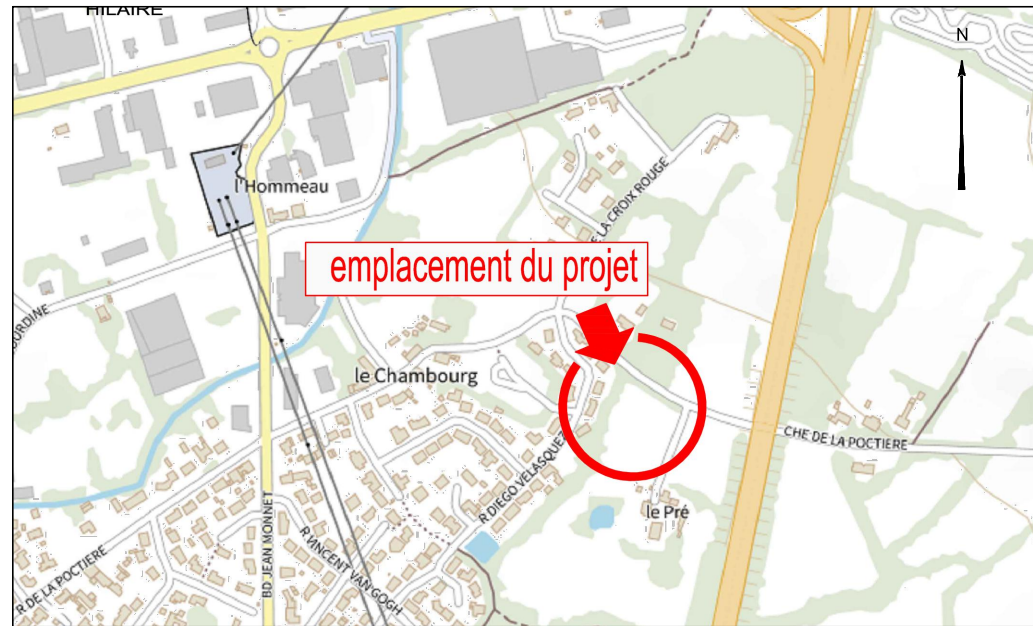 HILAIRE
N
l'Hommeau
E LA CROIX ROUGE
emplacement du projet
OURDINE
le Chambourg
CHE DE LA POCTIERE
R DIEGO VELASQUEZ
le Pré
BD JEAN MONNET
R VINCENT VAN GOGH
R DE LA POCTIERE